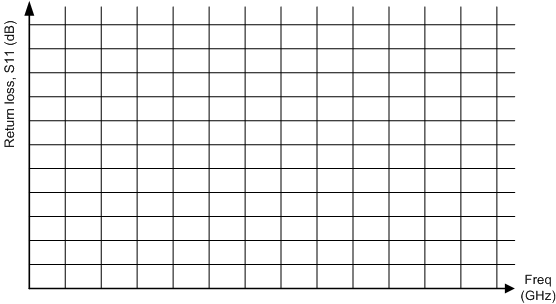 Return loss, S11 (dB)
Freq
(GHz)